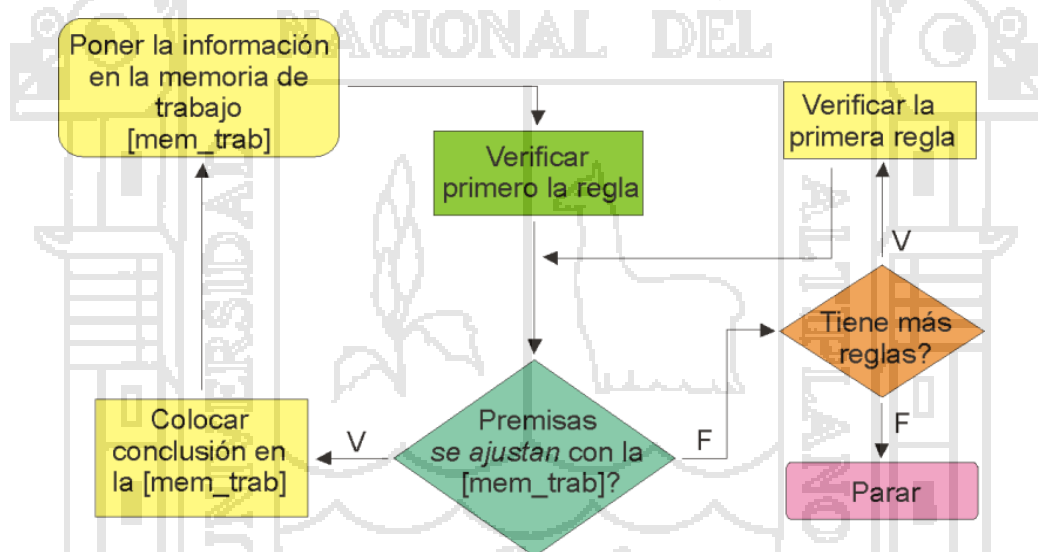 NACIONAL DEL
Poner la información
en la memoria de
trabajo
[mem_trab]
Verificar
primero la regla
Verificar la
primera regla
V
Tiene más
reglas?
F
Parar
Premisas
se ajustan con la
[mem_trab]?
F
V
Colocar
conclusión en
la [mem_trab]
UNIVERSIDAD